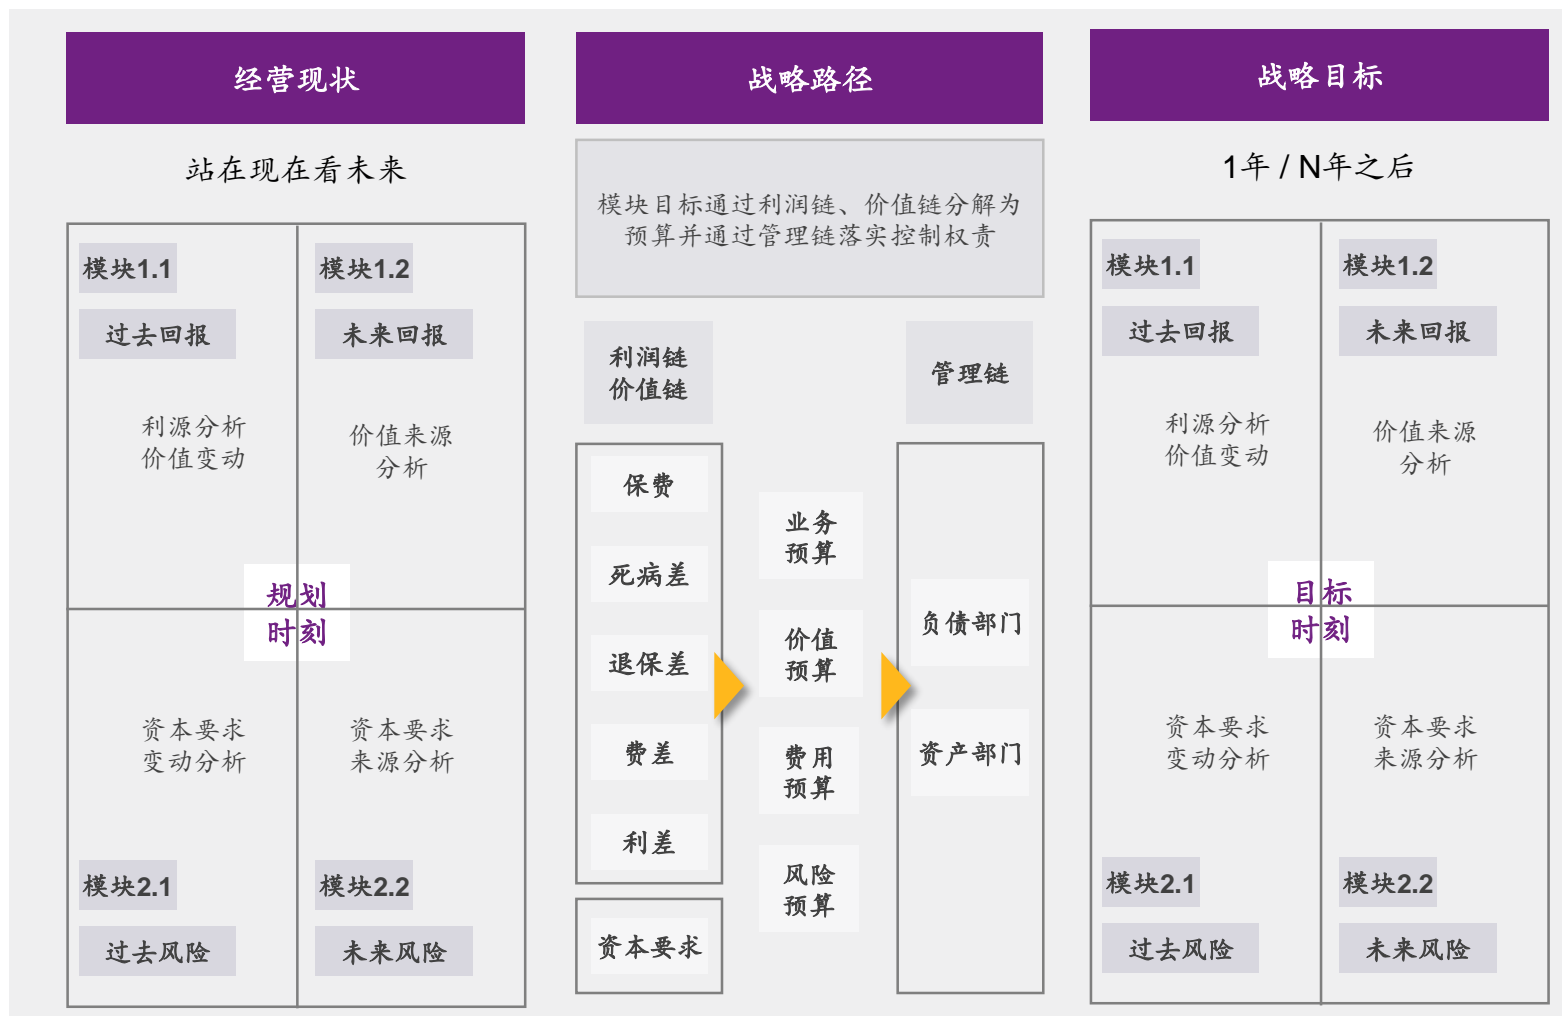 经营现状
站在现在看未来
模块1.1
过去回报
利源分析
价值变动
模块1.2
未来回报
价值来源
分析
规划
时刻
资本要求
变动分析
模块2.1
过去风险
资本要求
来源分析
模块2.2
未来风险
战略路径
模块目标通过利润链、价值链分解为
预算并通过管理链落实控制权责
利润链
价值链
管理链
保费
死病差
退保差
费差
利差
资本要求
业务
预算
价值
预算
费用
预算
风险
预算
负债部门
资产部门
战略目标
1年 / N年之后
模块1.1
过去回报
利源分析
价值变动
模块1.2
未来回报
价值来源
分析
目标
时刻
资本要求
变动分析
模块2.1
过去风险
资本要求
来源分析
模块2.2
未来风险